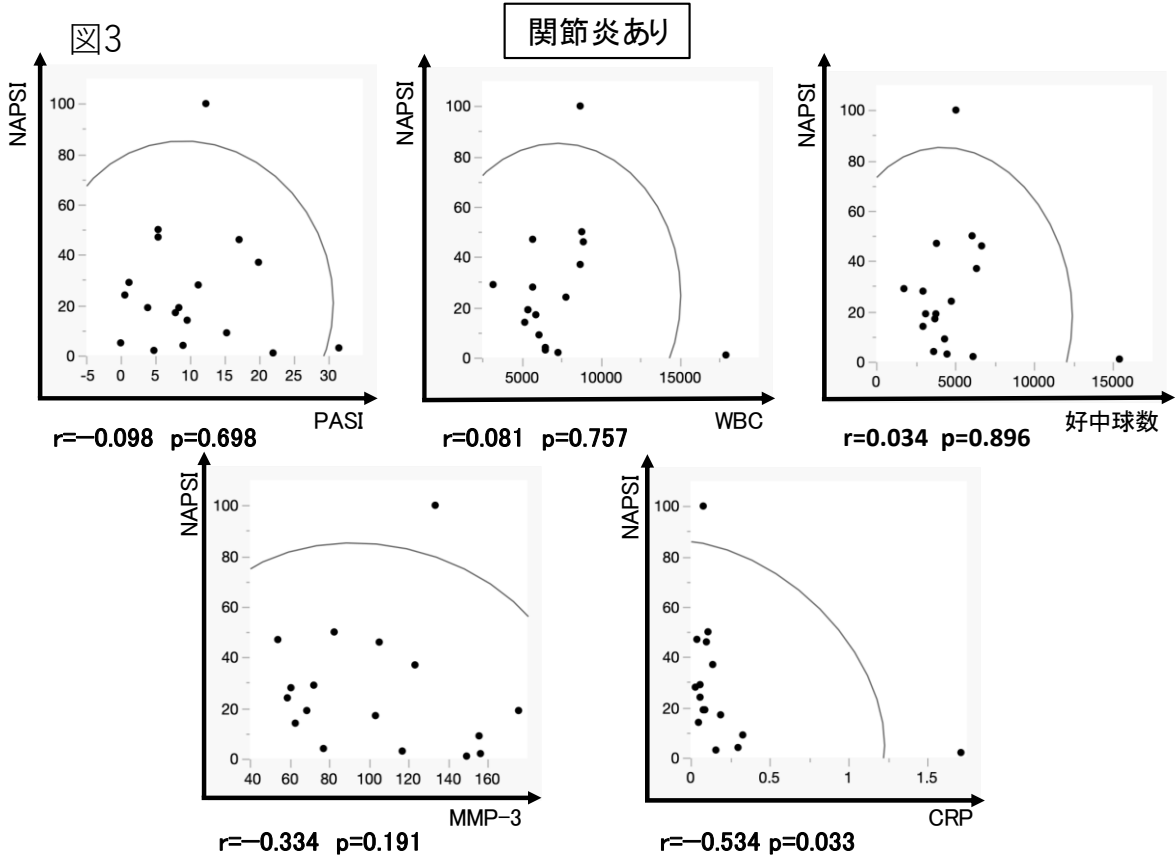 図3
関節炎あり
NAPSI
100
80
60
40
20
0
-5 0 5 10 15 20 25 30
PASI
r=−0.098 p=0.698
NAPSI
100
80
60
40
20
0
5000 10000 15000
WBC
r=0.081 p=0.757
NAPSI
100
80
60
40
20
0
0 5000 10000 15000
好中球数
r=0.034 p=0.896
NAPSI
100
80
60
40
20
0
40 60 80 100 120 140 160
MMP-3
r=−0.334 p=0.191
NAPSI
100
80
60
40
20
0
0 0.5 1 1.5
CRP
r=−0.534 p=0.033